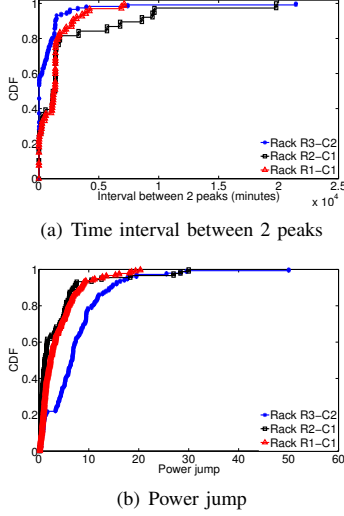 1
0.8
0.6
0.4
0.2
0
CDF
Rack R3−C2
Rack R2−C1
Rack R1−C1
0 0.5 1 1.5 2 2.5
Interval between 2 peaks (minutes)
x 10⁴
(a) Time interval between 2 peaks
1
0.8
0.6
0.4
0.2
0
CDF
Rack R3−C2
Rack R2−C1
Rack R1−C1
0 10 20 30 40 50 60
Power jump
(b) Power jump